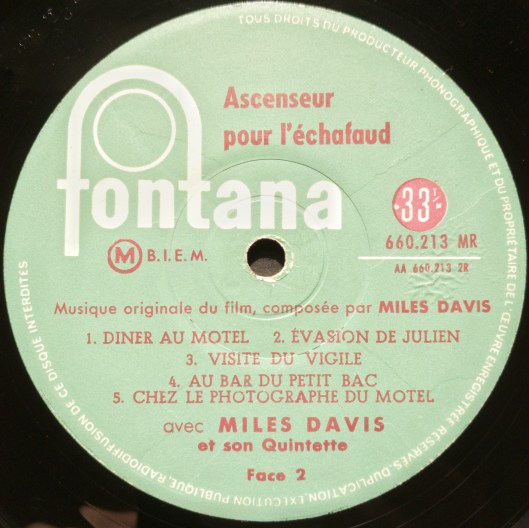 TOUS DROITS DU PRODUCTEUR PHONOGRAPHIQUE ET DU PROPRIÉTAIRE DE L'ŒUVRE ENREGISTRÉE RÉSERVÉS. DUPLICATION, EXÉCUTION PUBLIQUE, RADIODIFFUSION DE CE DISQUE INTERDITES
Ascenseur
pour l'échafaud
fontana
33 T/M
660.213 MR
M B.I.E.M.
AA 660.213 2R
Musique originale du film, composée par MILES DAVIS
1. DINER AU MOTEL 2. ÉVASION DE JULIEN
3. VISITE DU VIGILE
4. AU BAR DU PETIT BAC
5. CHEZ LE PHOTOGRAPHE DU MOTEL
avec MILES DAVIS
et son Quintette
Face 2